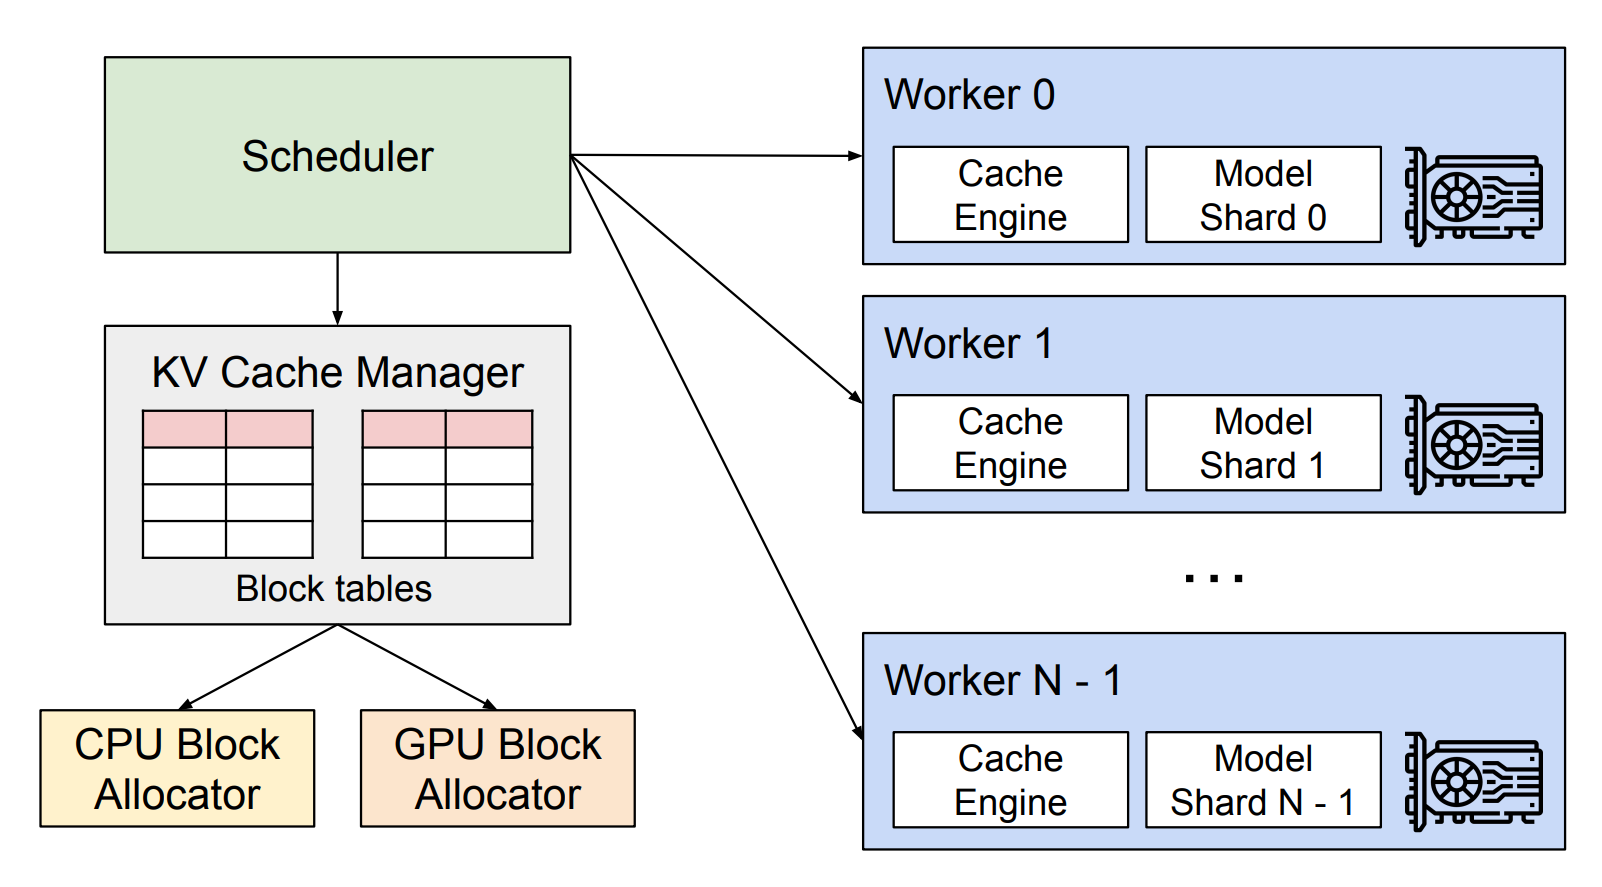 Scheduler
KV Cache Manager
Block tables
CPU Block
Allocator
GPU Block
Allocator
Worker 0
Cache
Engine
Model
Shard 0
Worker 1
Cache
Engine
Model
Shard 1
...
Worker N - 1
Cache
Engine
Model
Shard N - 1